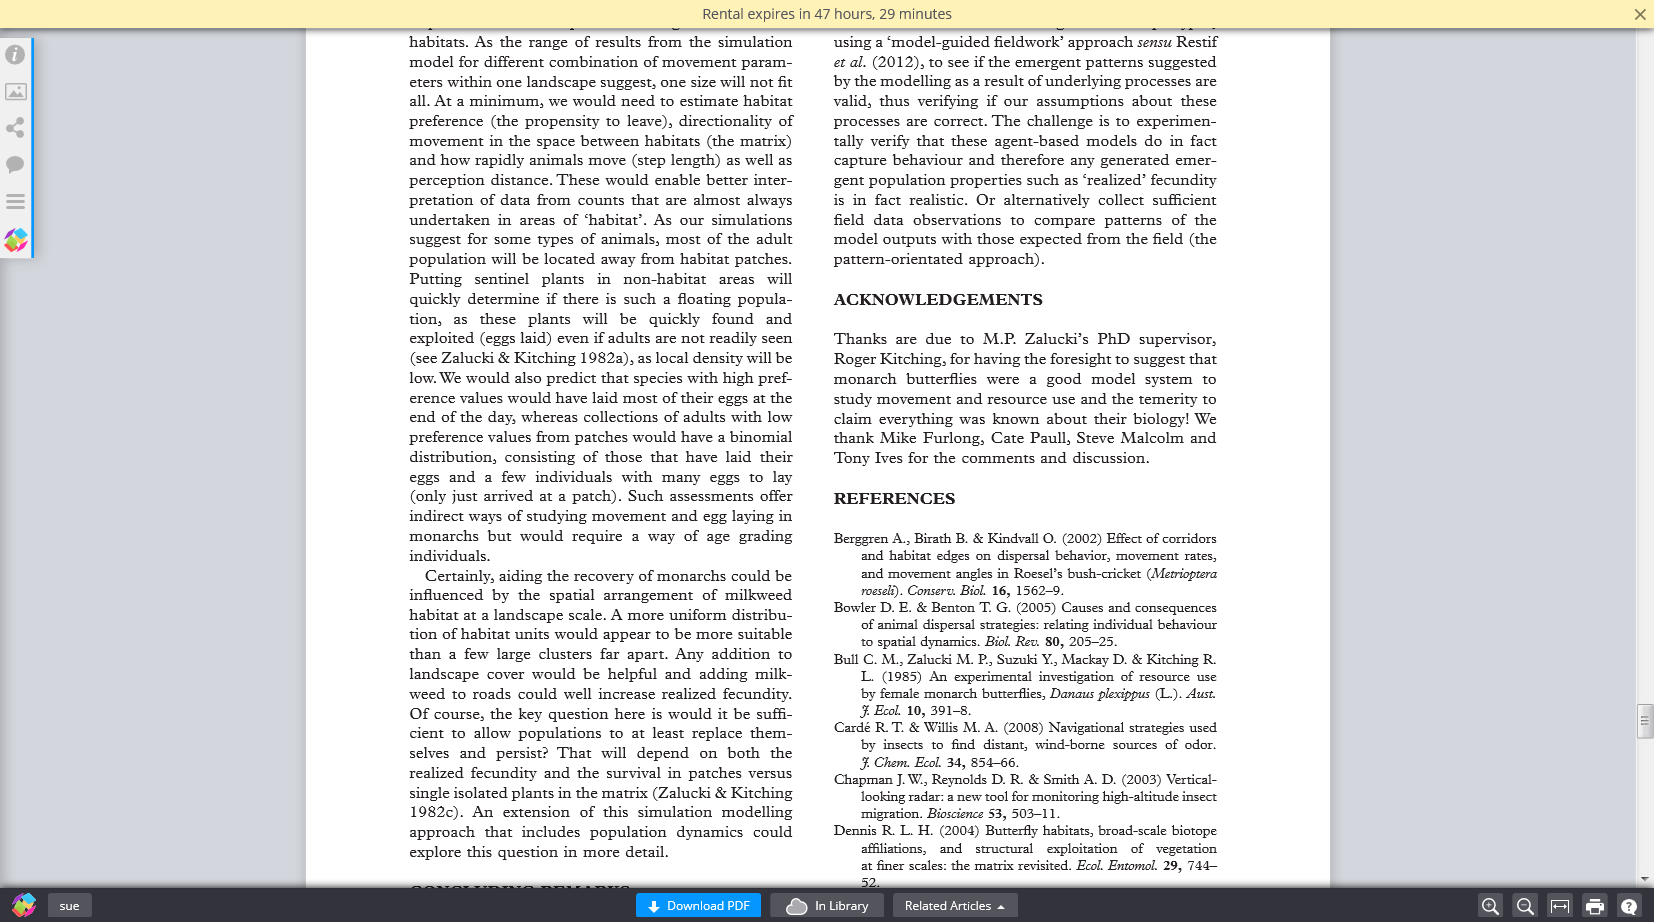 Rental expires in 47 hours, 29 minutes
habitats. As the range of results from the simulation
model for different combination of movement param-
eters within one landscape suggest, one size will not fit
all. At a minimum, we would need to estimate habitat
preference (the propensity to leave), directionality of
movement in the space between habitats (the matrix)
and how rapidly animals move (step length) as well as
perception distance. These would enable better inter-
pretation of data from counts that are almost always
undertaken in areas of ‘habitat’. As our simulations
suggest for some types of animals, most of the adult
population will be located away from habitat patches.
Putting sentinel plants in non-habitat areas will
quickly determine if there is such a floating popula-
tion, as these plants will be quickly found and
exploited (eggs laid) even if adults are not readily seen
(see Zalucki & Kitching 1982a), as local density will be
low. We would also predict that species with high pref-
erence values would have laid most of their eggs at the
end of the day, whereas collections of adults with low
preference values from patches would have a binomial
distribution, consisting of those that have laid their
eggs and a few individuals with many eggs to lay
(only just arrived at a patch). Such assessments offer
indirect ways of studying movement and egg laying in
monarchs but would require a way of age grading
individuals.
Certainly, aiding the recovery of monarchs could be
influenced by the spatial arrangement of milkweed
habitat at a landscape scale. A more uniform distribu-
tion of habitat units would appear to be more suitable
than a few large clusters far apart. Any addition to
landscape cover would be helpful and adding milk-
weed to roads could well increase realized fecundity.
Of course, the key question here is would it be suffi-
cient to allow populations to at least replace them-
selves and persist? That will depend on both the
realized fecundity and the survival in patches versus
single isolated plants in the matrix (Zalucki & Kitching
1982c). An extension of this simulation modelling
approach that includes population dynamics could
explore this question in more detail.
CONCLUDING REMARKS
using a ‘model-guided fieldwork’ approach sensu Restif
et al. (2012), to see if the emergent patterns suggested
by the modelling as a result of underlying processes are
valid, thus verifying if our assumptions about these
processes are correct. The challenge is to experimen-
tally verify that these agent-based models do in fact
capture behaviour and therefore any generated emer-
gent population properties such as ‘realized’ fecundity
is in fact realistic. Or alternatively collect sufficient
field data observations to compare patterns of the
model outputs with those expected from the field (the
pattern-orientated approach).
ACKNOWLEDGEMENTS
Thanks are due to M.P. Zalucki’s PhD supervisor,
Roger Kitching, for having the foresight to suggest that
monarch butterflies were a good model system to
study movement and resource use and the temerity to
claim everything was known about their biology! We
thank Mike Furlong, Cate Paull, Steve Malcolm and
Tony Ives for the comments and discussion.
REFERENCES
Berggren A., Birath B. & Kindvall O. (2002) Effect of corridors
and habitat edges on dispersal behavior, movement rates,
and movement angles in Roesel’s bush-cricket (Metrioptera
roeseli). Conserv. Biol. 16, 1562–9.
Bowler D. E. & Benton T. G. (2005) Causes and consequences
of animal dispersal strategies: relating individual behaviour
to spatial dynamics. Biol. Rev. 80, 205–25.
Bull C. M., Zalucki M. P., Suzuki Y., Mackay D. & Kitching R.
L. (1985) An experimental investigation of resource use
by female monarch butterflies, Danaus plexippus (L.). Aust.
J. Ecol. 10, 391–8.
Cardé R. T. & Willis M. A. (2008) Navigational strategies used
by insects to find distant, wind-borne sources of odor.
J. Chem. Ecol. 34, 854–66.
Chapman J. W., Reynolds D. R. & Smith A. D. (2003) Vertical-
looking radar: a new tool for monitoring high-altitude insect
migration. Bioscience 53, 503–11.
Dennis R. L. H. (2004) Butterfly habitats, broad-scale biotope
affiliations, and structural exploitation of vegetation
at finer scales: the matrix revisited. Ecol. Entomol. 29, 744–
52.
sue
Download PDF
In Library
Related Articles